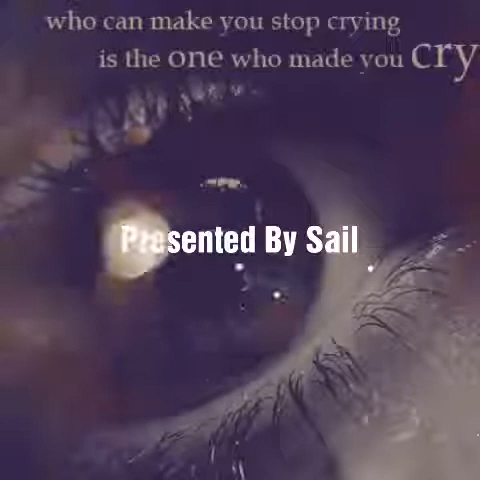 who can make you stop crying
is the one who made you cry
Presented By Sail